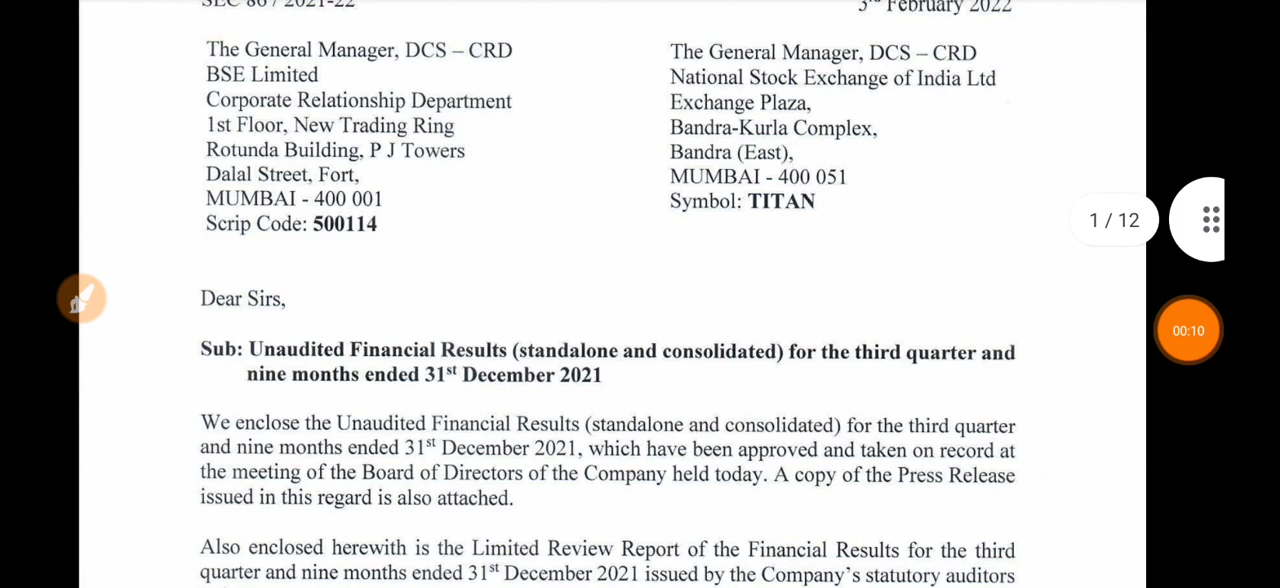 SEC 86 / 2021-22
3rd February 2022
The General Manager, DCS – CRD
BSE Limited
Corporate Relationship Department
1st Floor, New Trading Ring
Rotunda Building, P J Towers
Dalal Street, Fort,
MUMBAI - 400 001
Scrip Code: 500114
The General Manager, DCS – CRD
National Stock Exchange of India Ltd
Exchange Plaza,
Bandra-Kurla Complex,
Bandra (East),
MUMBAI - 400 051
Symbol: TITAN
1 / 12
00:10
Dear Sirs,
Sub: Unaudited Financial Results (standalone and consolidated) for the third quarter and
nine months ended 31st December 2021
We enclose the Unaudited Financial Results (standalone and consolidated) for the third quarter
and nine months ended 31st December 2021, which have been approved and taken on record at
the meeting of the Board of Directors of the Company held today. A copy of the Press Release
issued in this regard is also attached.
Also enclosed herewith is the Limited Review Report of the Financial Results for the third
quarter and nine months ended 31st December 2021 issued by the Company's statutory auditors